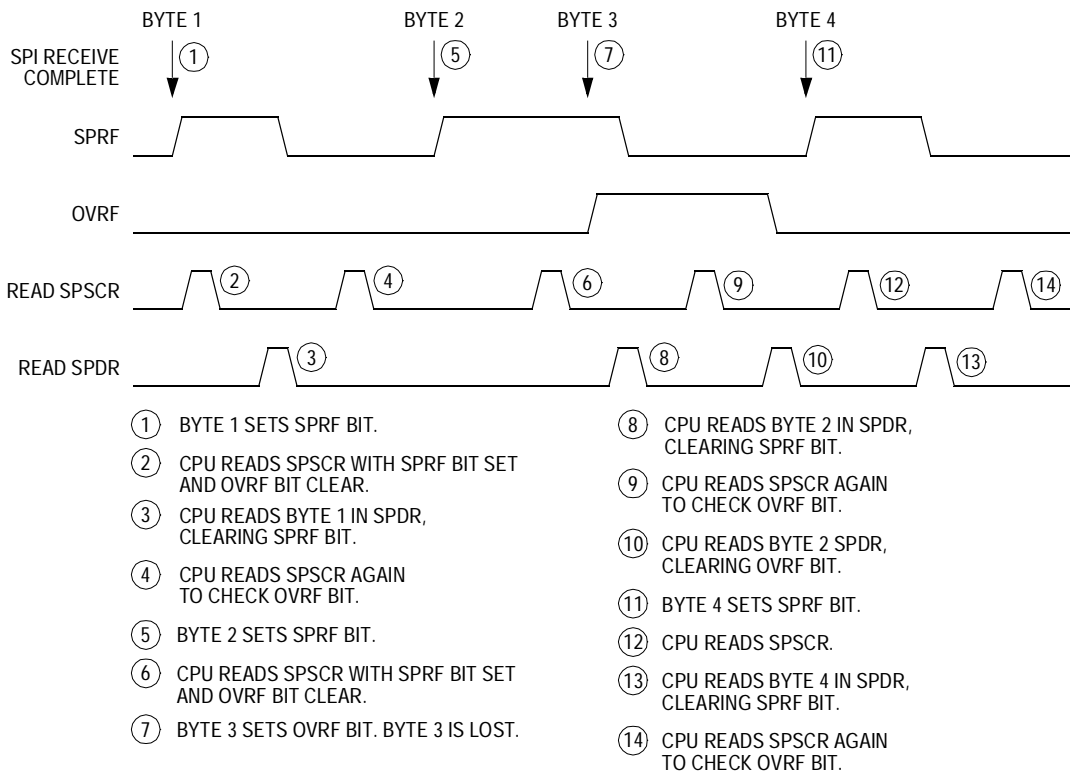 BYTE 1 BYTE 2 BYTE 3 BYTE 4
SPI RECEIVE
COMPLETE
1 5 7 11
SPRF
OVRF
READ SPSCR
2 4 6 9 12 14
READ SPDR
3 8 10 13
1 BYTE 1 SETS SPRF BIT.
2 CPU READS SPSCR WITH SPRF BIT SET
AND OVRF BIT CLEAR.
3 CPU READS BYTE 1 IN SPDR,
CLEARING SPRF BIT.
4 CPU READS SPSCR AGAIN
TO CHECK OVRF BIT.
5 BYTE 2 SETS SPRF BIT.
6 CPU READS SPSCR WITH SPRF BIT SET
AND OVRF BIT CLEAR.
7 BYTE 3 SETS OVRF BIT. BYTE 3 IS LOST.
8 CPU READS BYTE 2 IN SPDR,
CLEARING SPRF BIT.
9 CPU READS SPSCR AGAIN
TO CHECK OVRF BIT.
10 CPU READS BYTE 2 SPDR,
CLEARING OVRF BIT.
11 BYTE 4 SETS SPRF BIT.
12 CPU READS SPSCR.
13 CPU READS BYTE 4 IN SPDR,
CLEARING SPRF BIT.
14 CPU READS SPSCR AGAIN
TO CHECK OVRF BIT.